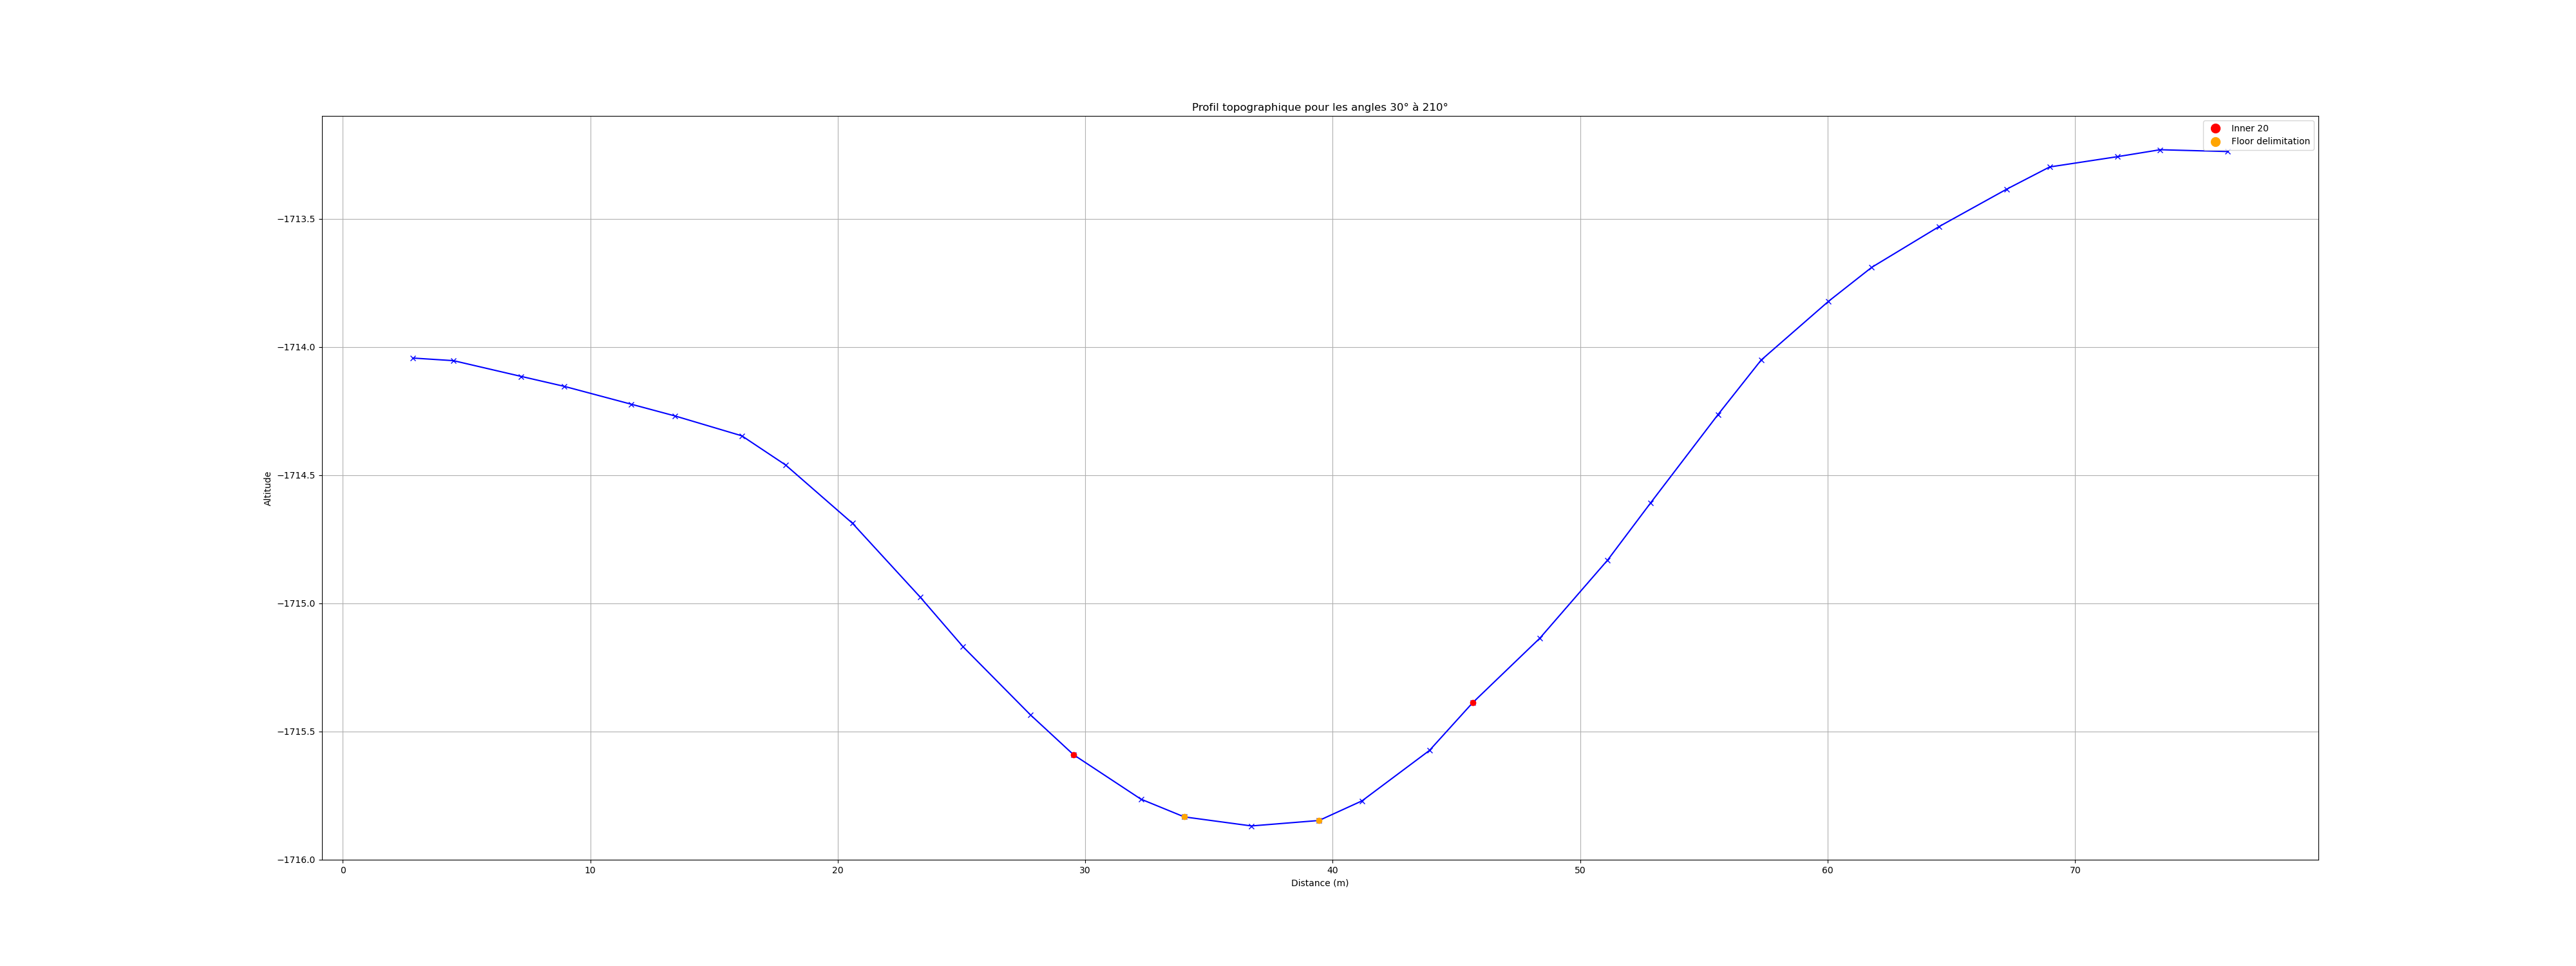 Profil topographique pour les angles 30° à 210°
Inner 20
Floor delimitation
−1713.5
−1714.0
−1714.5
−1715.0
−1715.5
−1716.0
Altitude
0 10 20 30 40 50 60 70
Distance (m)